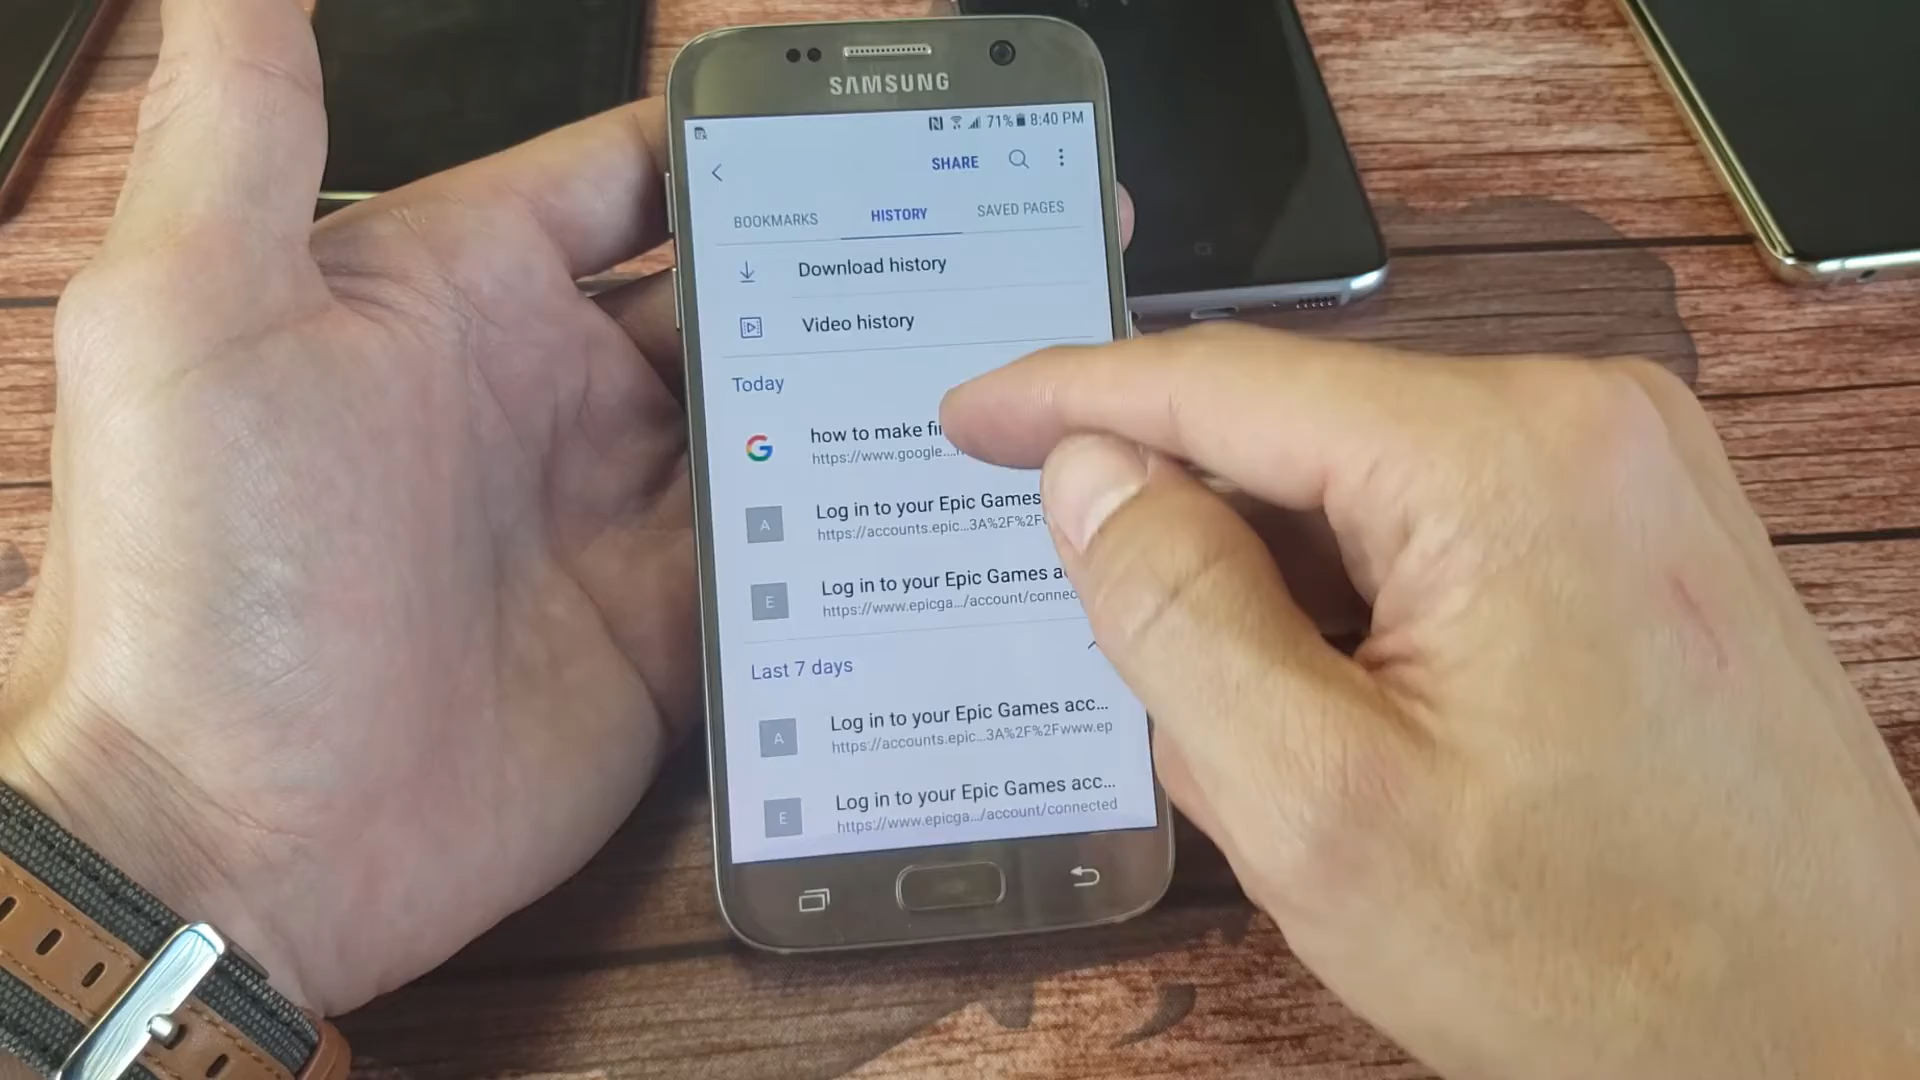 SAMSUNG
71% 8:40 PM
SHARE
BOOKMARKS HISTORY SAVED PAGES
Download history
Video history
Today
G
how to make
https://www.google....
A
Log in to your Epic Games
https://accounts.epic...3A%2F%2F
E
Log in to your Epic Games
https://www.epicga.../account/connec
Last 7 days
A
Log in to your Epic Games acc...
https://accounts.epic...3A%2F%2Fwww.ep
E
Log in to your Epic Games acc...
https://www.epicga.../account/connected